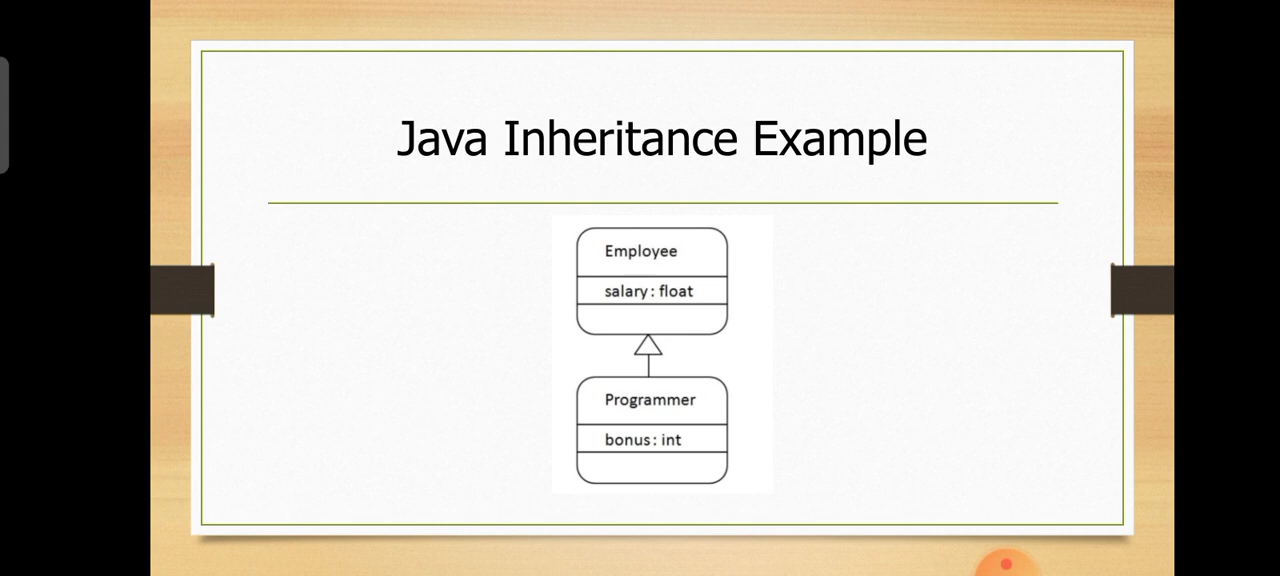 Java Inheritance Example
Employee
salary : float
Programmer
bonus : int